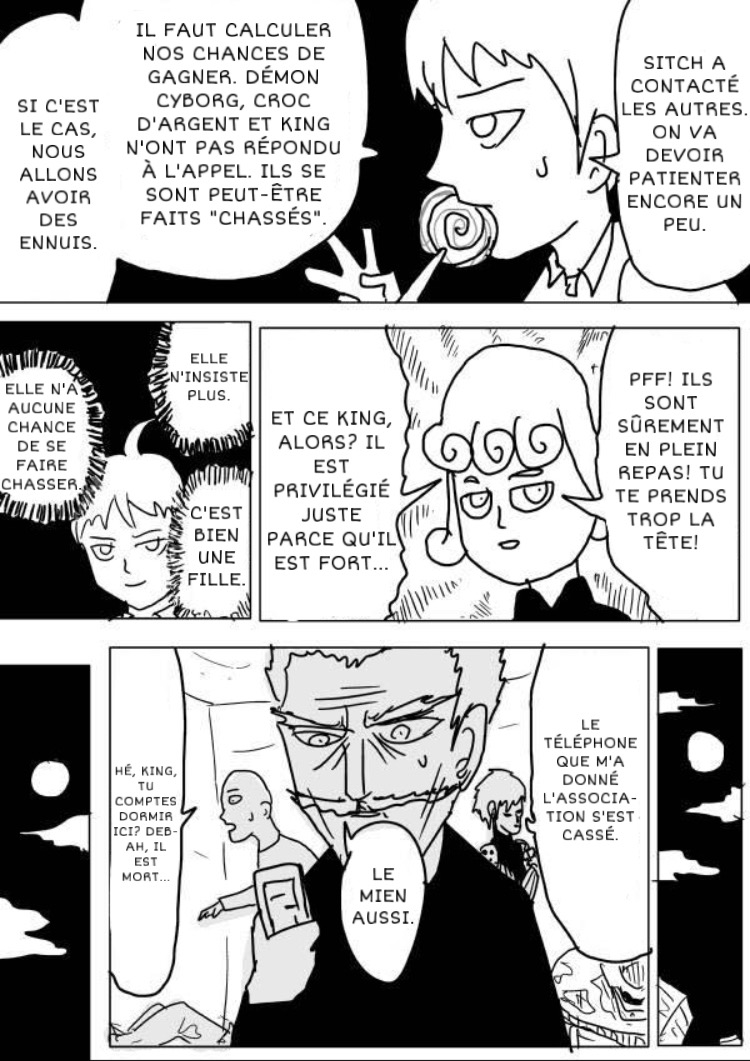 SITCH A
CONTACTÉ
LES AUTRES.
ON VA
DEVOIR
PATIENTER
ENCORE UN
PEU.
IL FAUT CALCULER
NOS CHANCES DE
GAGNER. DÉMON
CYBORG, CROC
D'ARGENT ET KING
N'ONT PAS RÉPONDU
À L'APPEL. ILS SE
SONT PEUT-ÊTRE
FAITS "CHASSÉS".
SI C'EST
LE CAS,
NOUS
ALLONS
AVOIR
DES
ENNUIS.
PFF! ILS
SONT
SÛREMENT
EN PLEIN
REPAS! TU
TE PRENDS
TROP LA
TÊTE!
ET CE KING,
ALORS? IL
EST
PRIVILÉGIÉ
JUSTE
PARCE QU'IL
EST FORT...
ELLE
N'INSISTE
PLUS.
C'EST
BIEN
UNE
FILLE.
ELLE N'A
AUCUNE
CHANCE
DE SE
FAIRE
CHASSER.
LE
TÉLÉPHONE
QUE M'A
DONNÉ
L'ASSOCIA-
TION S'EST
CASSÉ.
LE
MIEN
AUSSI.
HÉ, KING,
TU
COMPTES
DORMIR
ICI? DEB-
AH, IL
EST
MORT...